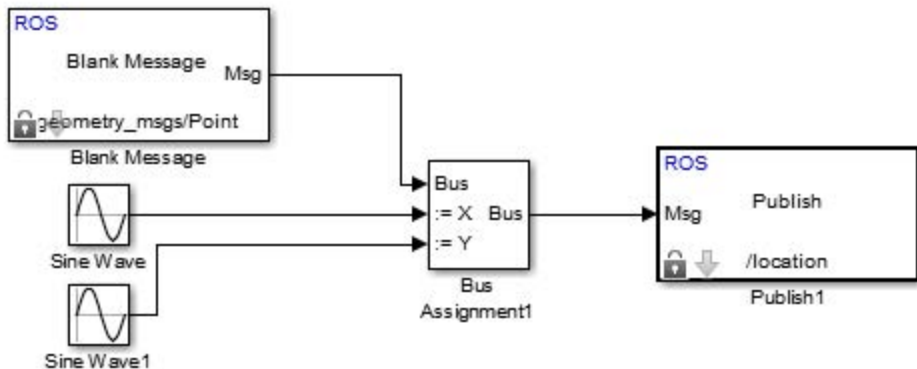 ROS
Blank Message
Msg
geometry_msgs/Point
Blank Message
Sine Wave
Sine Wave1
Bus
:= X
Bus
:= Y
Bus
Assignment1
ROS
Msg
Publish
/location
Publish1